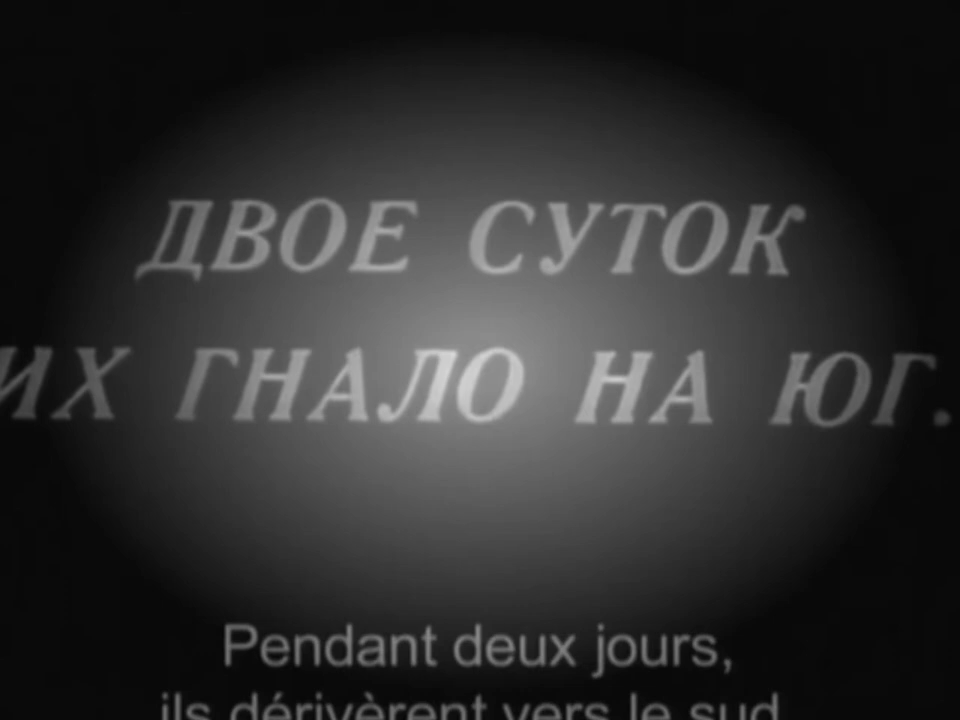 ДВОЕ СУТОК
ИХ ГНАЛО НА ЮГ.
Pendant deux jours,
ils dérivèrent vers le sud